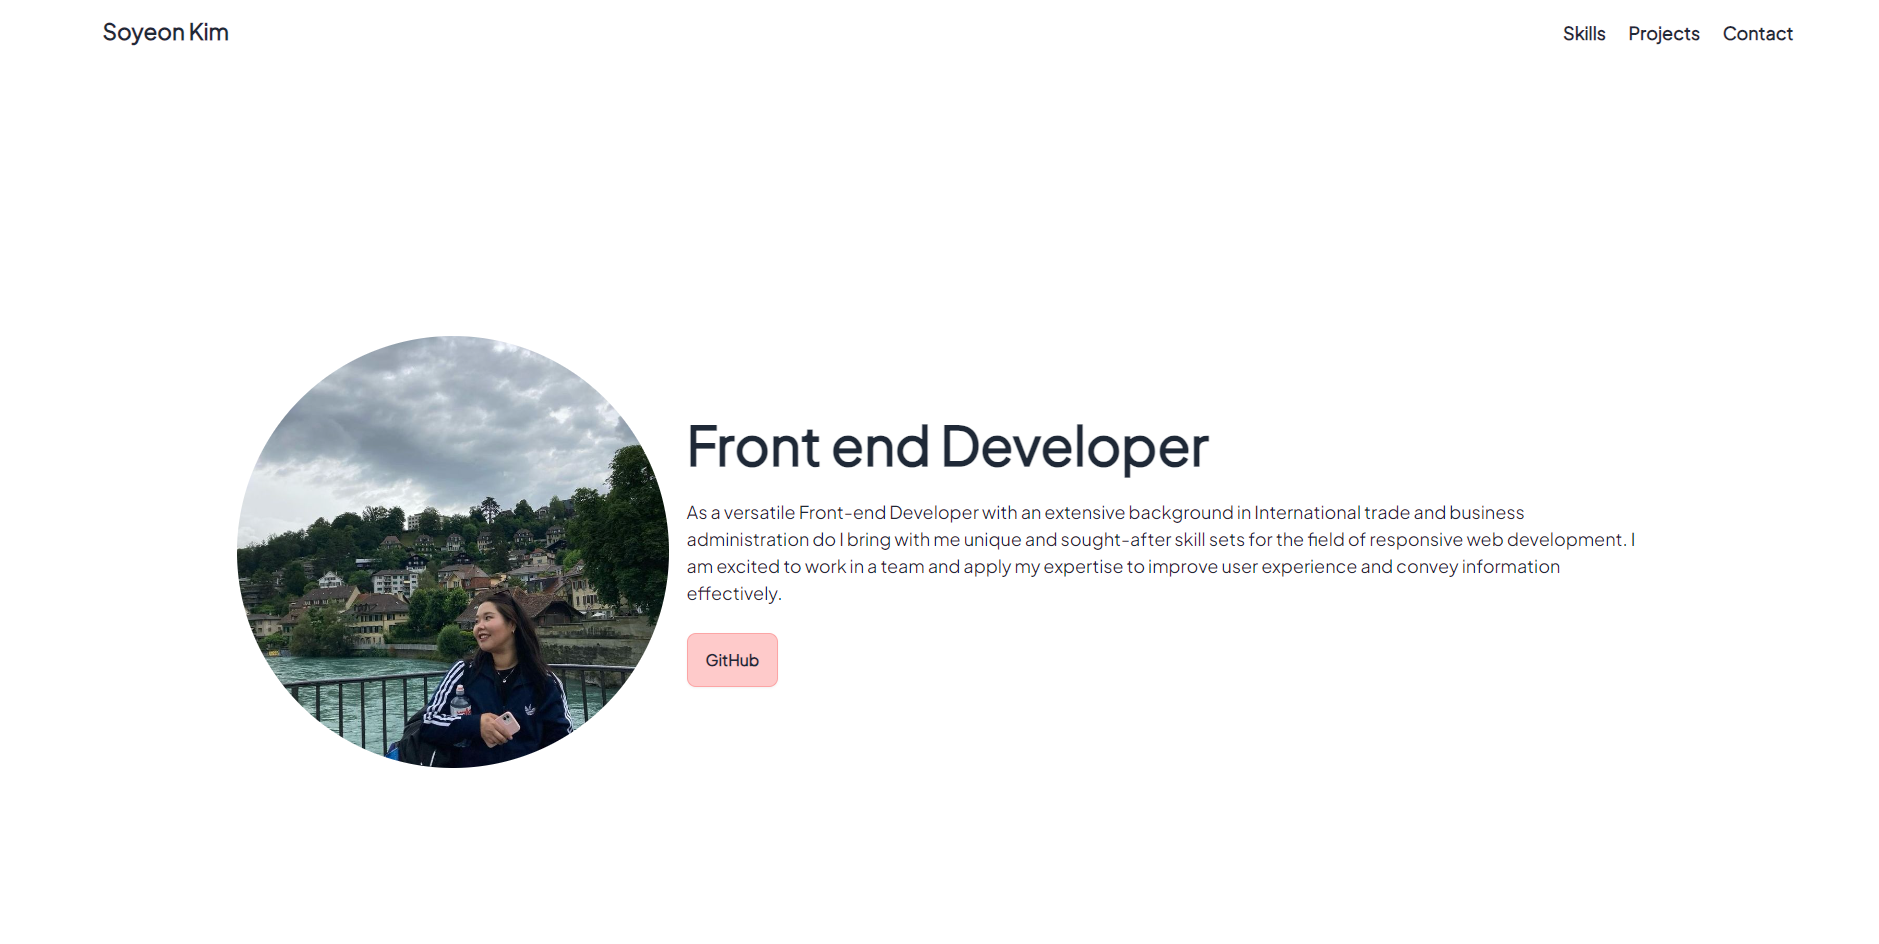 Soyeon Kim
Skills Projects Contact
Front end Developer
As a versatile Front-end Developer with an extensive background in International trade and business
administration do I bring with me unique and sought-after skill sets for the field of responsive web development. I
am excited to work in a team and apply my expertise to improve user experience and convey information
effectively.
GitHub